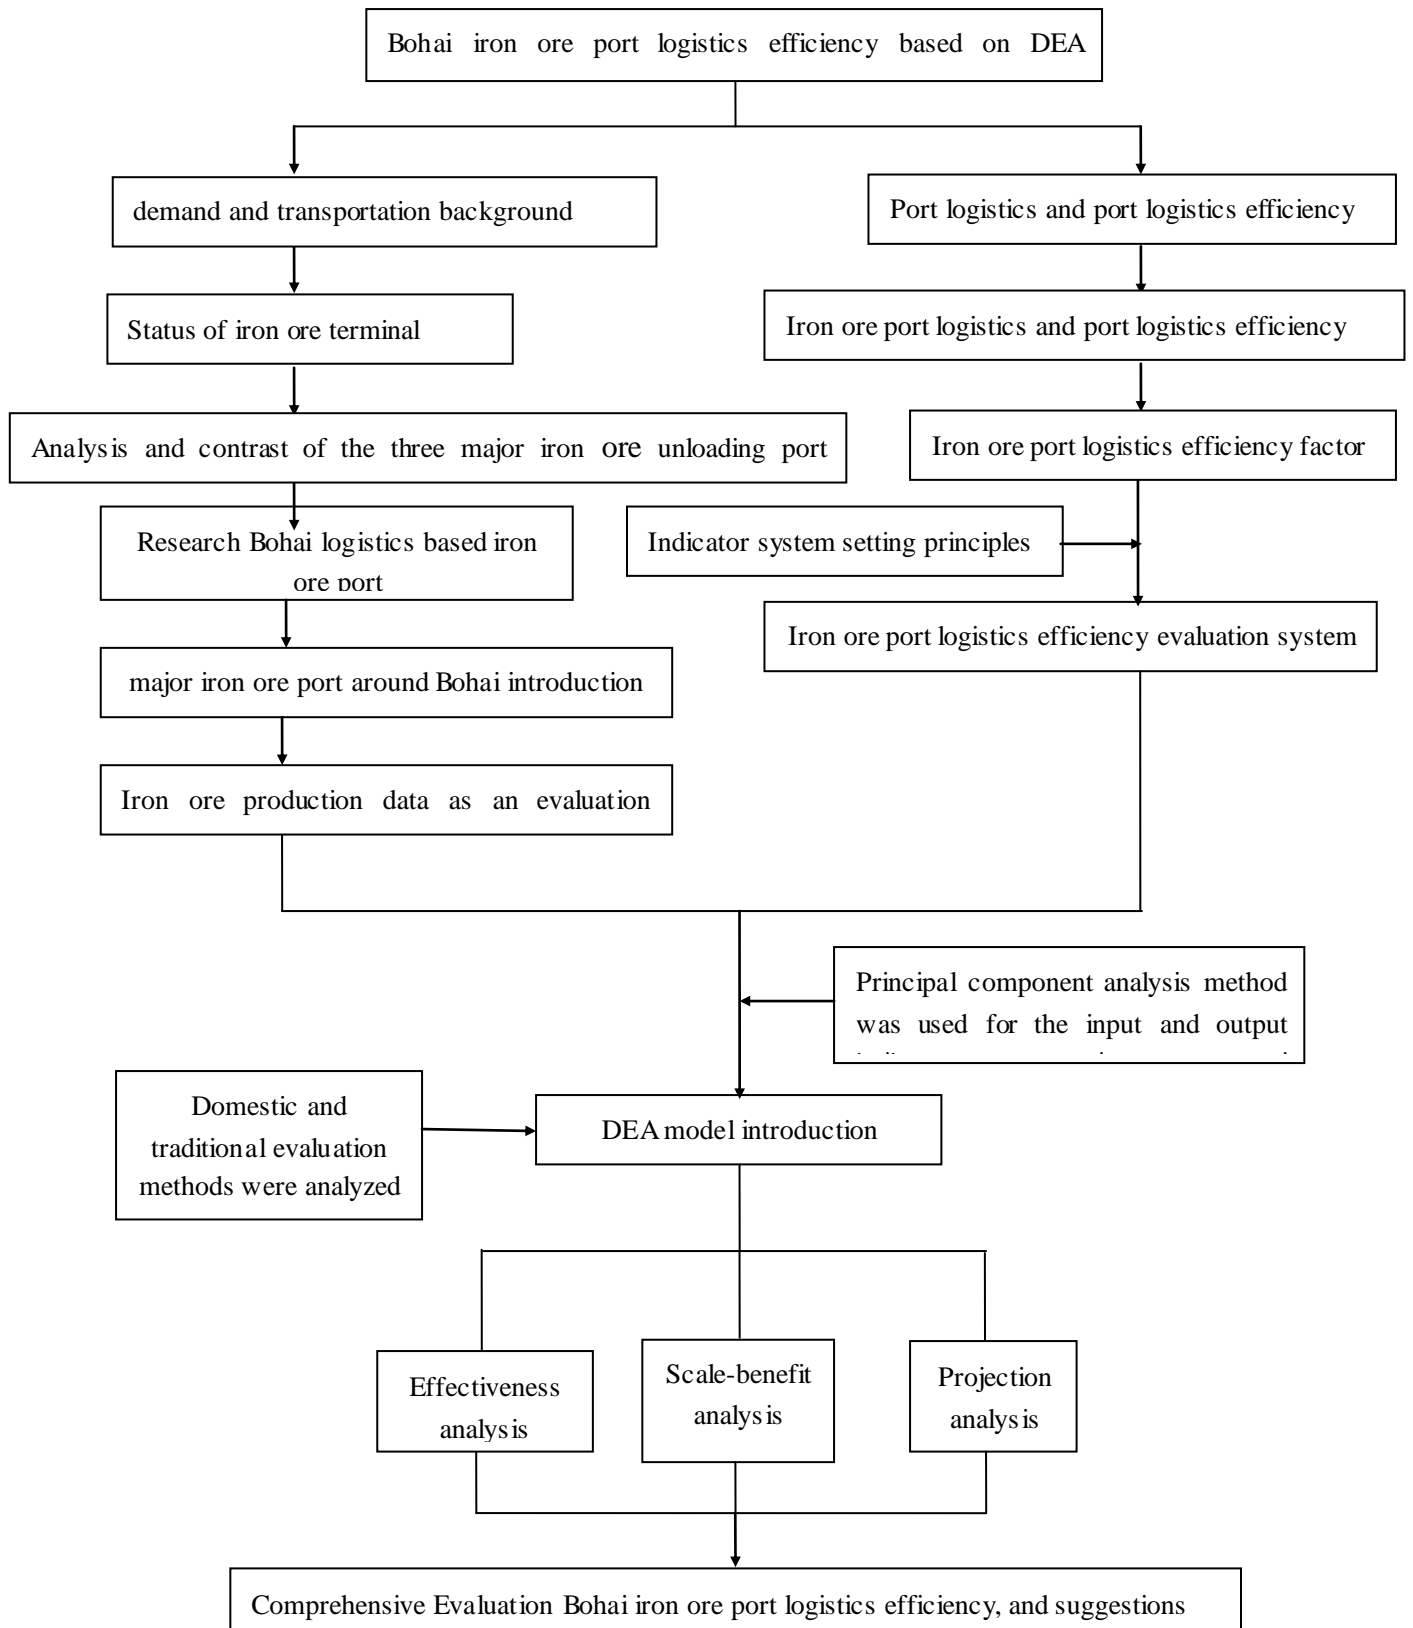 Bohai iron ore port logistics efficiency based on DEA
demand and transportation background
Port logistics and port logistics efficiency
Status of iron ore terminal
Iron ore port logistics and port logistics efficiency
Analysis and contrast of the three major iron ore unloading port
Iron ore port logistics efficiency factor
Research Bohai logistics based iron
ore port
Indicator system setting principles
Iron ore port logistics efficiency evaluation system
major iron ore port around Bohai introduction
Iron ore production data as an evaluation
Principal component analysis method
was used for the input and output
Domestic and
traditional evaluation
methods were analyzed
DEA model introduction
Effectiveness
analysis
Scale-benefit
analysis
Projection
analysis
Comprehensive Evaluation Bohai iron ore port logistics efficiency, and suggestions